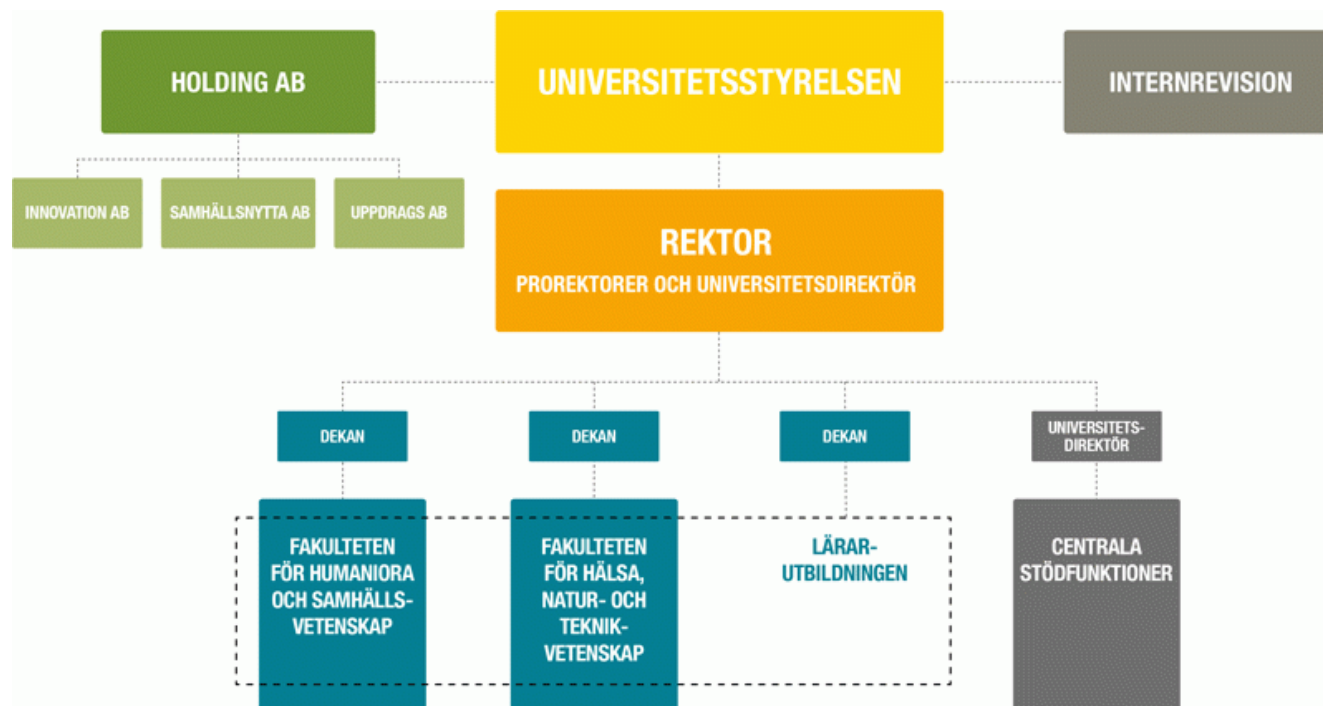 HOLDING AB
UNIVERSITETSSTYRELSEN
INTERNREVISION
INNOVATION AB
SAMHÄLLSNYTTA AB
UPPDRAGS AB
REKTOR
PROREKTORER OCH UNIVERSITETSDIREKTÖR
DEKAN
DEKAN
DEKAN
UNIVERSITETS-
DIREKTÖR
FAKULTETEN
FÖR HUMANIORA
OCH SAMHÄLLS-
VETENSKAP
FAKULTETEN
FÖR HÄLSA,
NATUR- OCH
TEKNIK-
VETENSKAP
LÄRAR-
UTBILDNINGEN
CENTRALA
STÖDFUNKTIONER